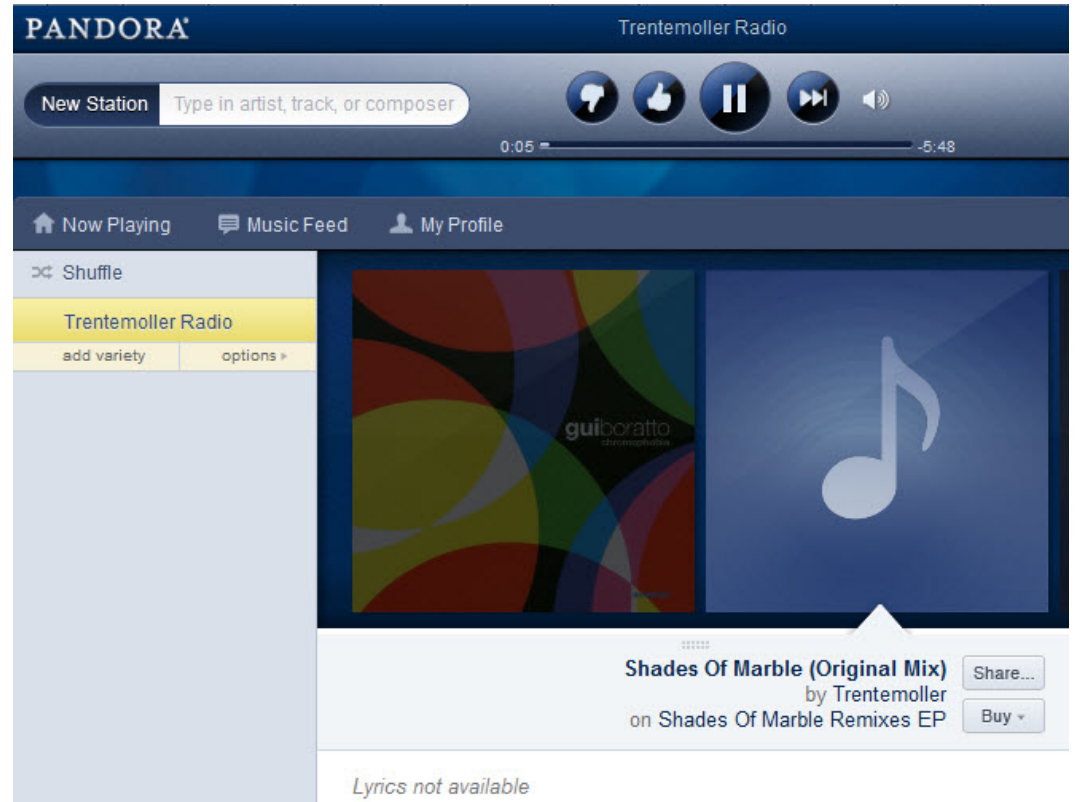 PANDORA
Trentemoller Radio
New Station
Type in artist, track, or composer
0:05
-5:48
Now Playing
Music Feed
My Profile
Shuffle
Trentemoller Radio
add variety
options
guiboratto
chromophobia
Shades Of Marble (Original Mix)
by Trentemoller
on Shades Of Marble Remixes EP
Share...
Buy
Lyrics not available